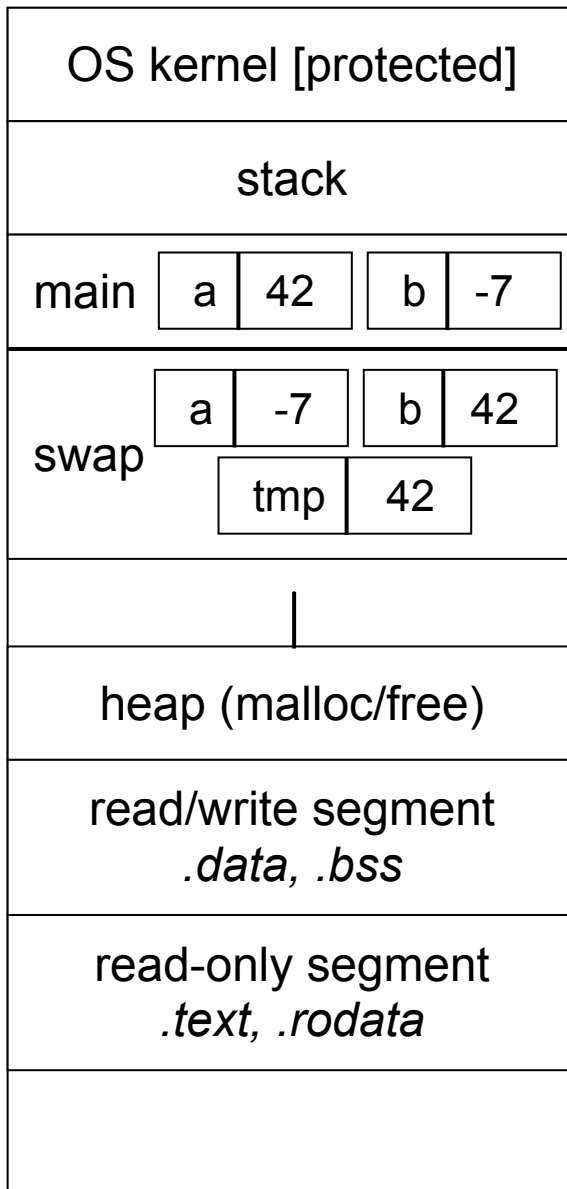 OS kernel [protected]
stack
main a 42 b -7
a -7 b 42
swap
tmp 42
heap (malloc/free)
read/write segment
.data, .bss
read-only segment
.text, .rodata